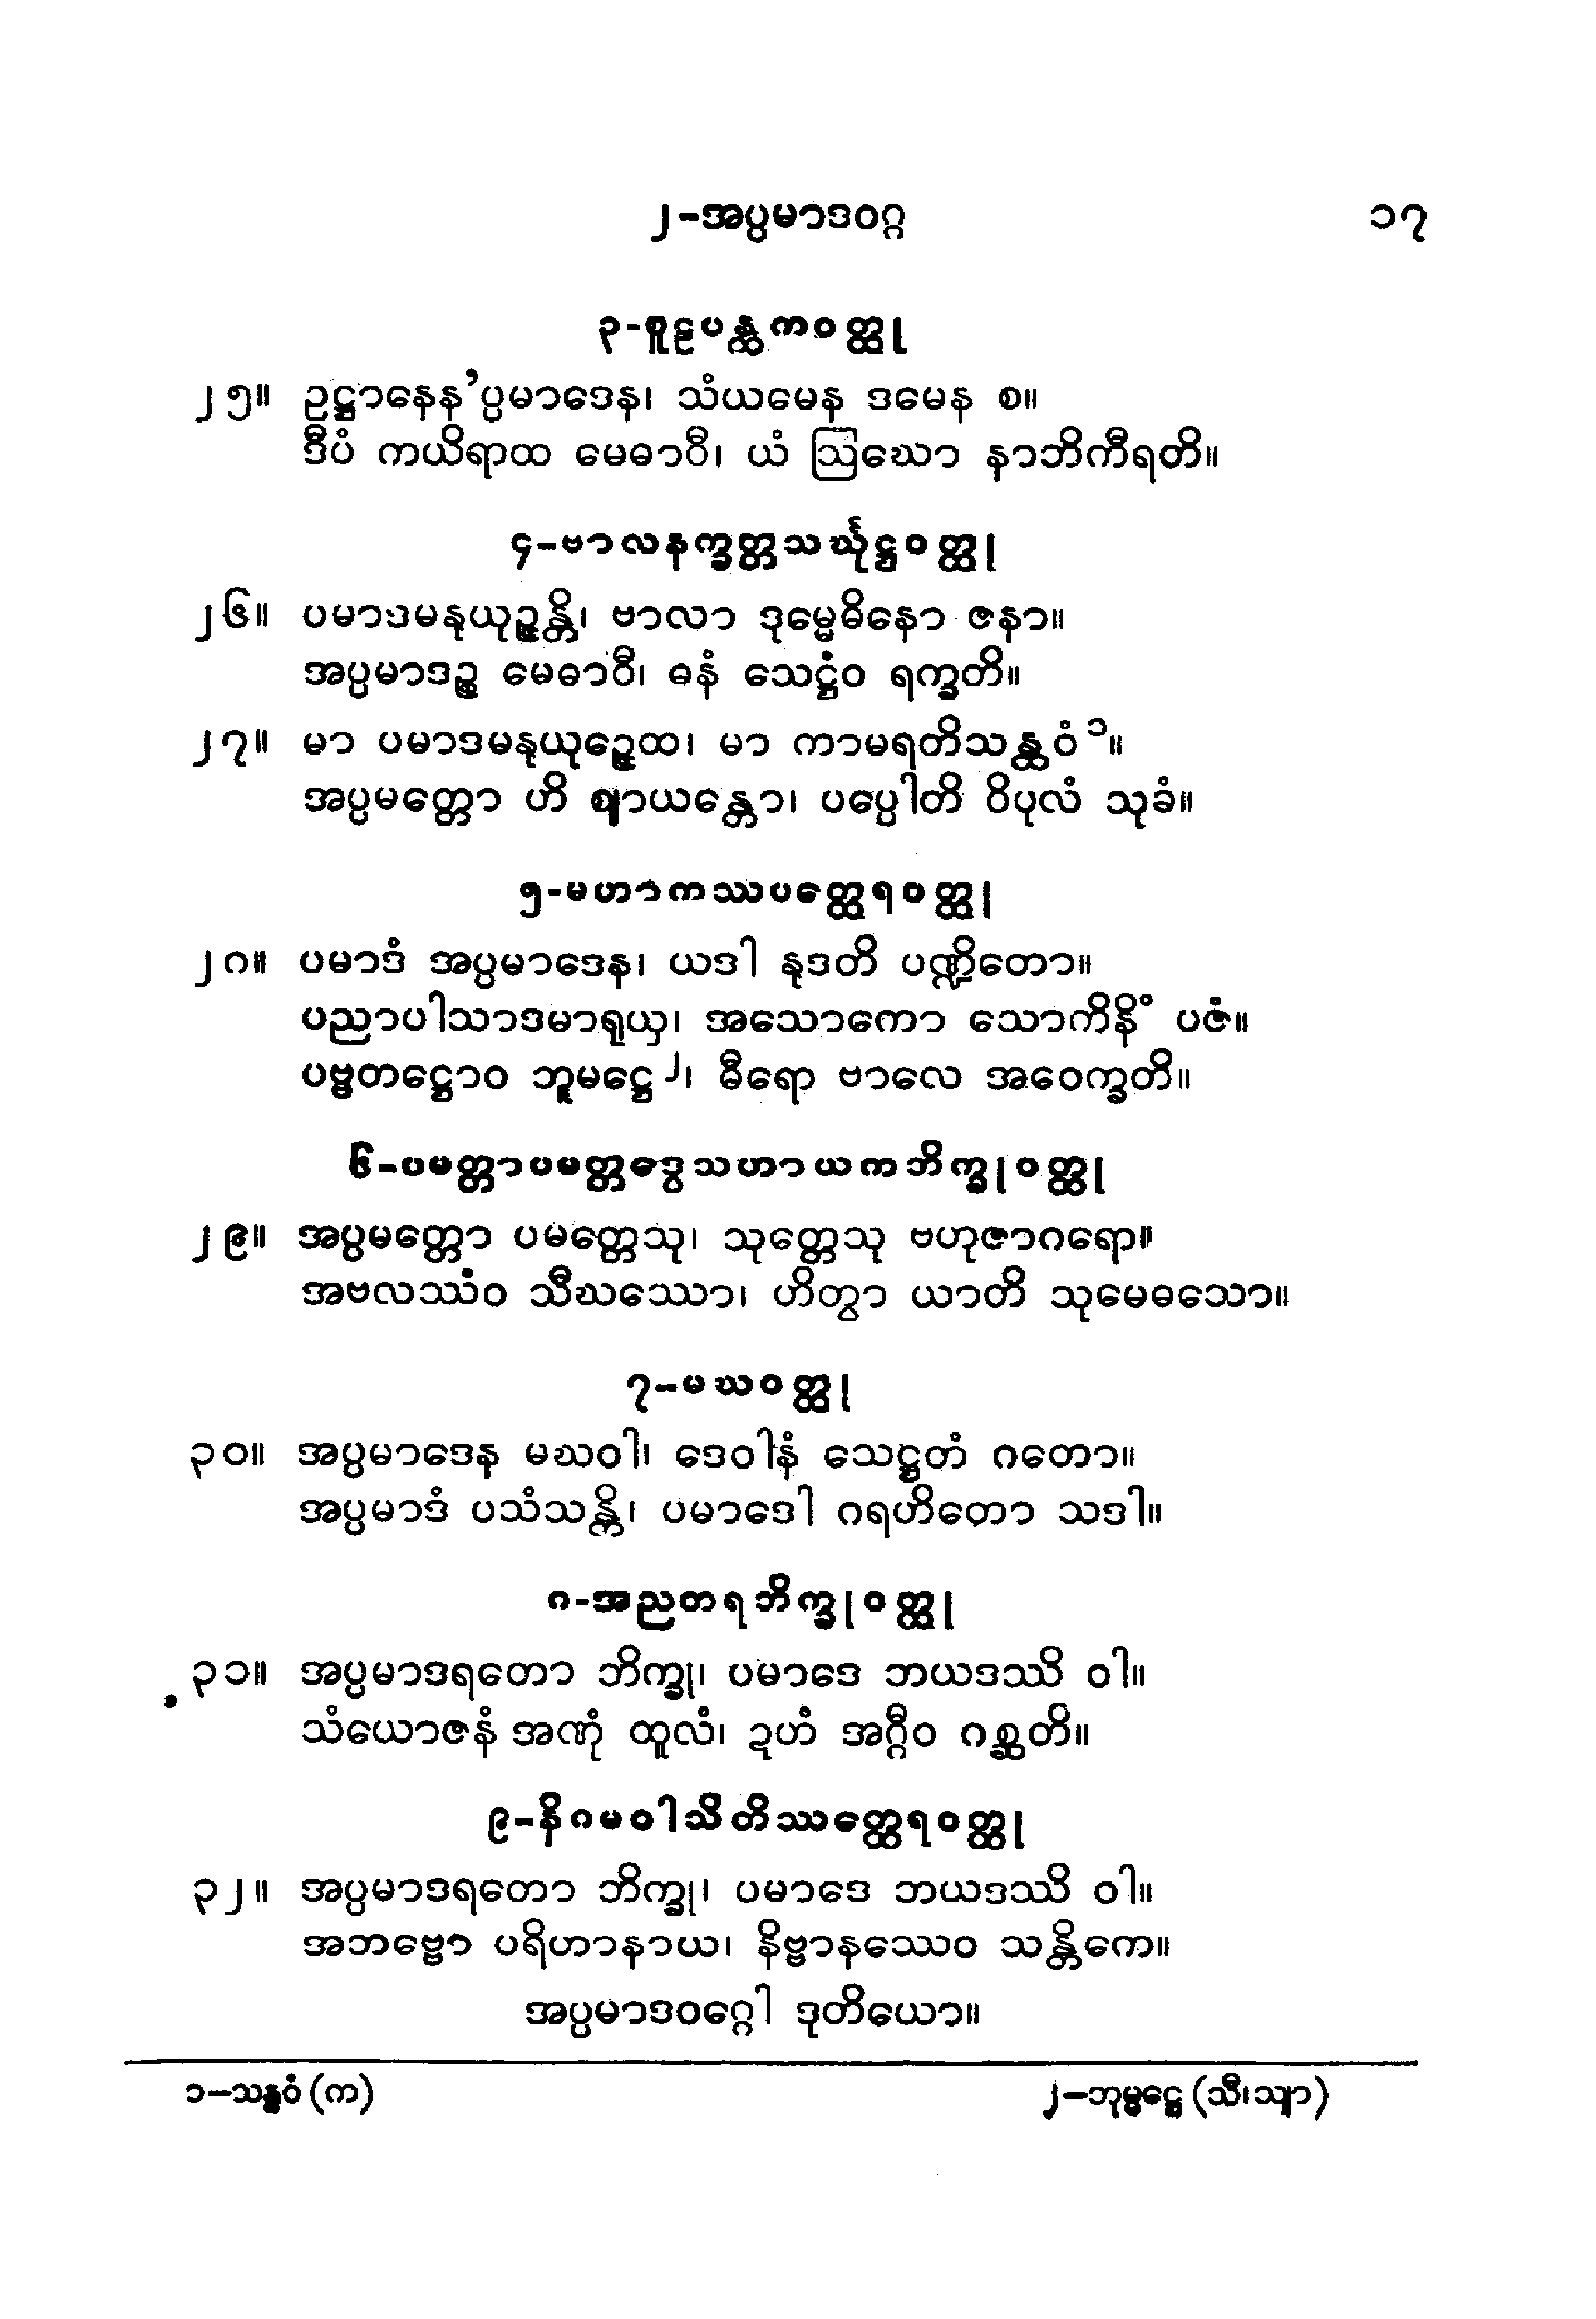 ၂-အပ္ပမာဒဝဂ္ဂ ၁၇
၃-စူဠပန္ထကဝတ္ထု
၂၅။ ဥဋ္ဌာနေန’ပ္ပမာဒေန၊ သံယမေန ဒမေန စ။
ဒီပံ ကယိရာထ မေဓာဝီ၊ ယံ ဩဃော နာဘိကီရတိ။
၄-ဗာလနက္ခတ္တသင်္ဃုဋ္ဌဝတ္ထု
၂၆။ ပမာဒမနုယုဉ္ဇန္တိ၊ ဗာလာ ဒုမ္မေဓိနော ဇနာ။
အပ္ပမာဒဉ္စ မေဓာဝီ၊ ဓနံ သေဋ္ဌံဝ ရက္ခတိ။
၂၇။ မာ ပမာဒမနုယုဉ္ဇေထ၊ မာ ကာမရတိသန္ထဝံ ၁။
အပ္ပမတ္တော ဟိ ဈာယန္တော၊ ပပ္ပေါတိ ဝိပုလံ သုခံ။
၅-မဟာကဿပတ္ထေရဝတ္ထု
၂၈။ ပမာဒံ အပ္ပမာဒေန၊ ယဒါ နုဒတိ ပဏ္ဍိတော။
ပညာပါသာဒမာရုယှ၊ အသောကော သောကိနိံ ပဇံ။
ပဗ္ဗတဋ္ဌောဝ ဘူမဋ္ဌေ ၂၊ ဓီရော ဗာလေ အဝေက္ခတိ။
၆-ပမတ္တာပမတ္တဒွေသဟာယကဘိက္ခုဝတ္ထု
၂၉။ အပ္ပမတ္တော ပမတ္တေသု၊ သုတ္တေသု ဗဟုဇာဂရော။
အဗလဿံဝ သီဃဿော၊ ဟိတွာ ယာတိ သုမေဓသော။
၇-မဃဝတ္ထု
၃၀။ အပ္ပမာဒေန မဃဝါ၊ ဒေဝါနံ သေဋ္ဌတံ ဂတော။
အပ္ပမာဒံ ပသံသန္တိ၊ ပမာဒေါ ဂရဟိတော သဒါ။
၈-အညတရဘိက္ခုဝတ္ထု
၃၁။ အပ္ပမာဒရတော ဘိက္ခု၊ ပမာဒေ ဘယဒဿိ ဝါ။
သံယောဇနံ အဏုံ ထူလံ၊ ဍဟံ အဂ္ဂီဝ ဂစ္ဆတိ။
၉-နိဂမဝါသိတိဿတ္ထေရဝတ္ထု
၃၂။ အပ္ပမာဒရတော ဘိက္ခု၊ ပမာဒေ ဘယဒဿိ ဝါ။
အဘဗ္ဗော ပရိဟာနာယ၊ နိဗ္ဗာနဿေဝ သန္တိကေ။
အပ္ပမာဒဝဂ္ဂေါ ဒုတိယော။
၁–သန္ဓဝံ (က) ၂–ဘုမ္မဋ္ဌေ (သီ၊သျာ)